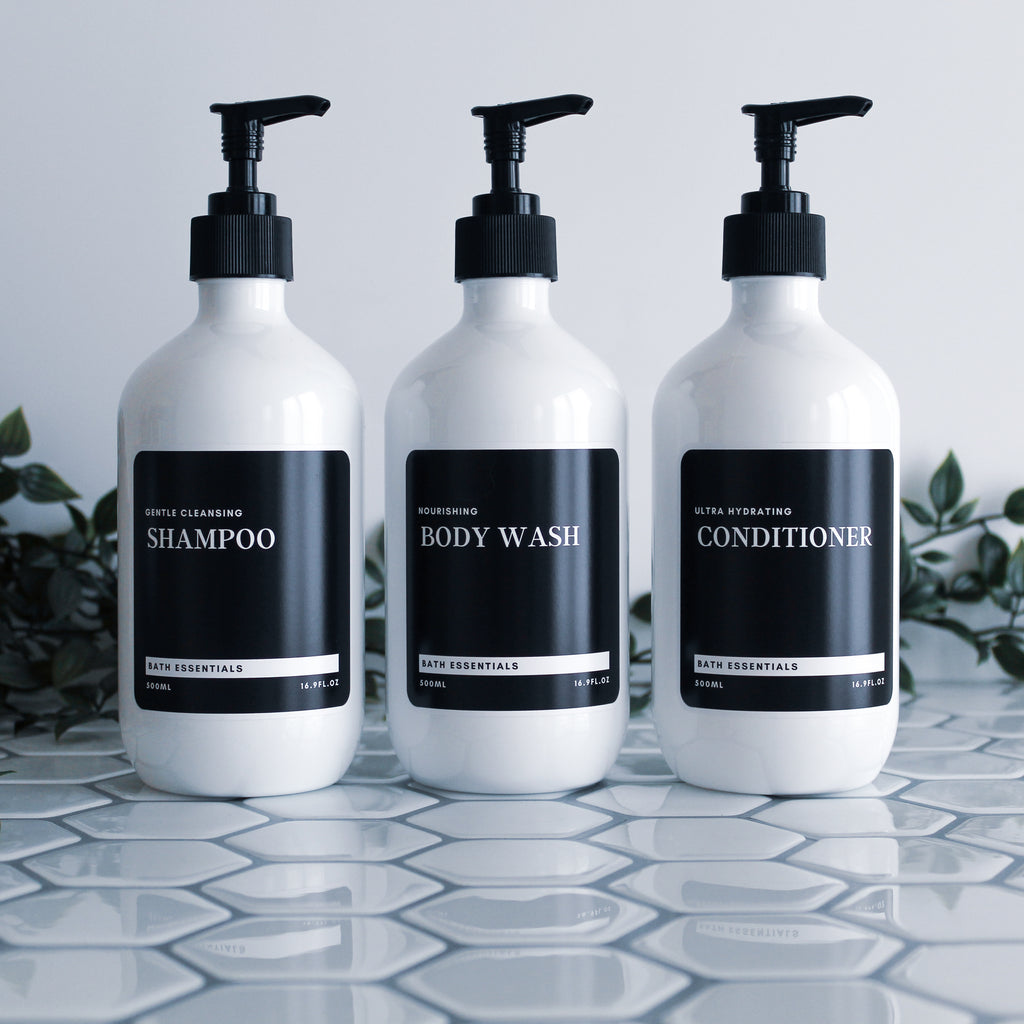 GENTLE CLEANSING
SHAMPOO
BATH ESSENTIALS
500ML 16.9FL.OZ
NOURISHING
BODY WASH
BATH ESSENTIALS
500ML 16.9FL.OZ
ULTRA HYDRATING
CONDITIONER
BATH ESSENTIALS
500ML 16.9FL.OZ